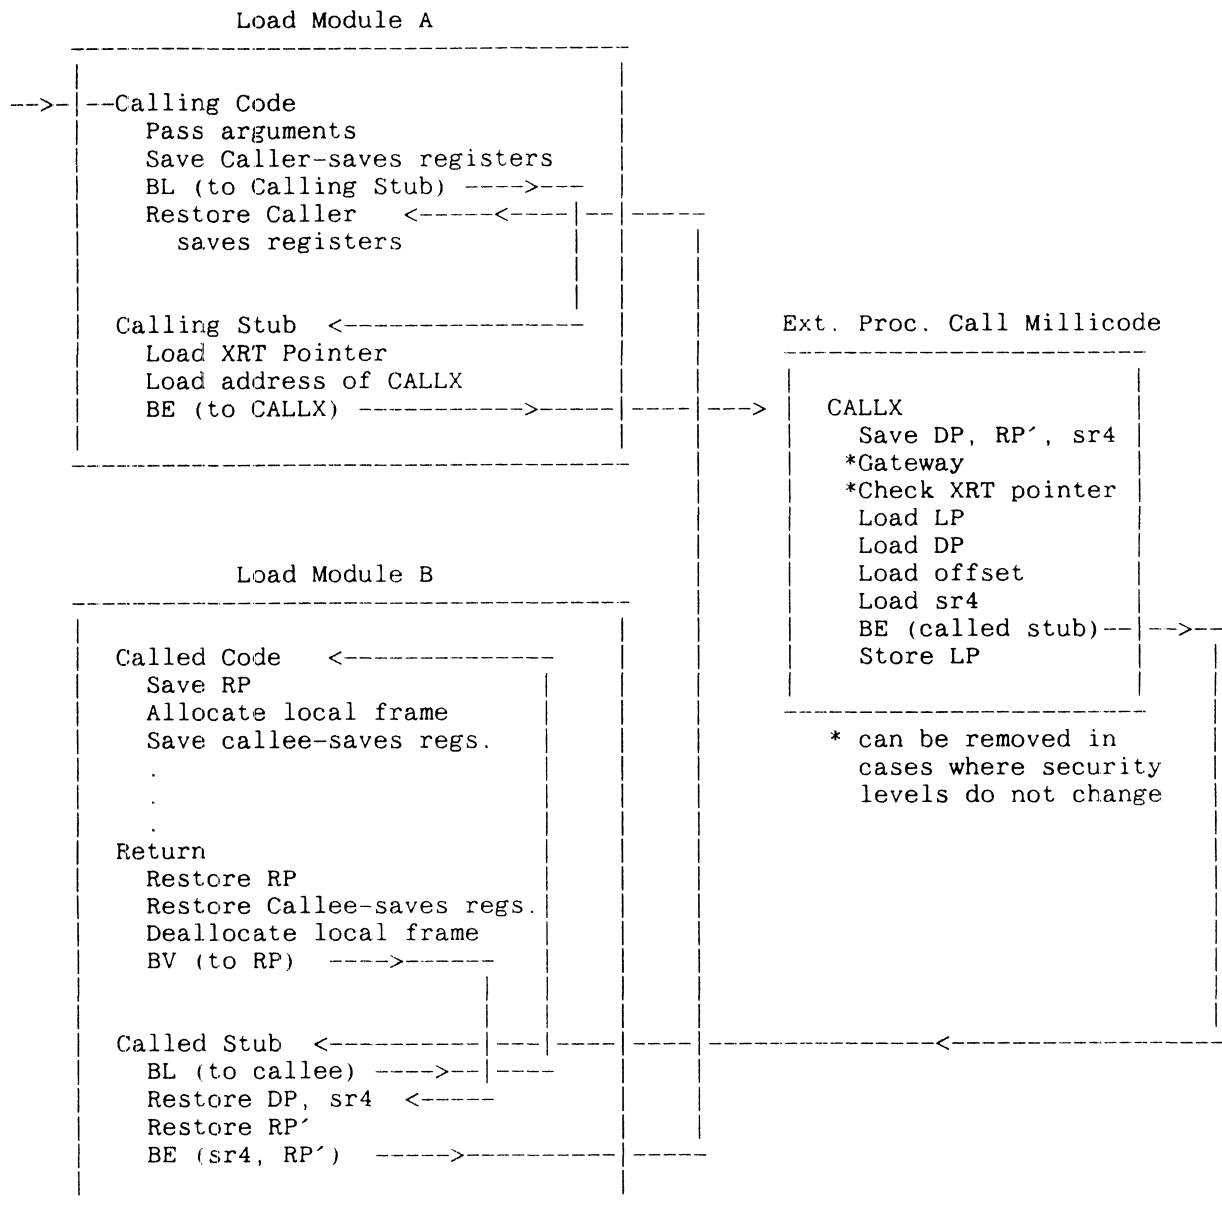 Load Module A
-->- --Calling Code
Pass arguments
Save Caller-saves registers
BL (to Calling Stub) ---->---
Restore Caller <-----<----
saves registers
Calling Stub <----------------
Load XRT Pointer
Load address of CALLX
BE (to CALLX) ----------->-----
Ext. Proc. Call Millicode
CALLX
Save DP, RP´, sr4
*Gateway
*Check XRT pointer
Load LP
Load DP
Load offset
Load sr4
BE (called stub)-- -->--
Store LP
* can be removed in
cases where security
levels do not change
Load Module B
Called Code <--------------
Save RP
Allocate local frame
Save callee-saves regs.
.
.
.
Return
Restore RP
Restore Callee-saves regs.
Deallocate local frame
BV (to RP) ---->------
Called Stub <----------
BL (to callee) ---->--
Restore DP, sr4 <-----
Restore RP´
BE (sr4, RP´) ----->----------